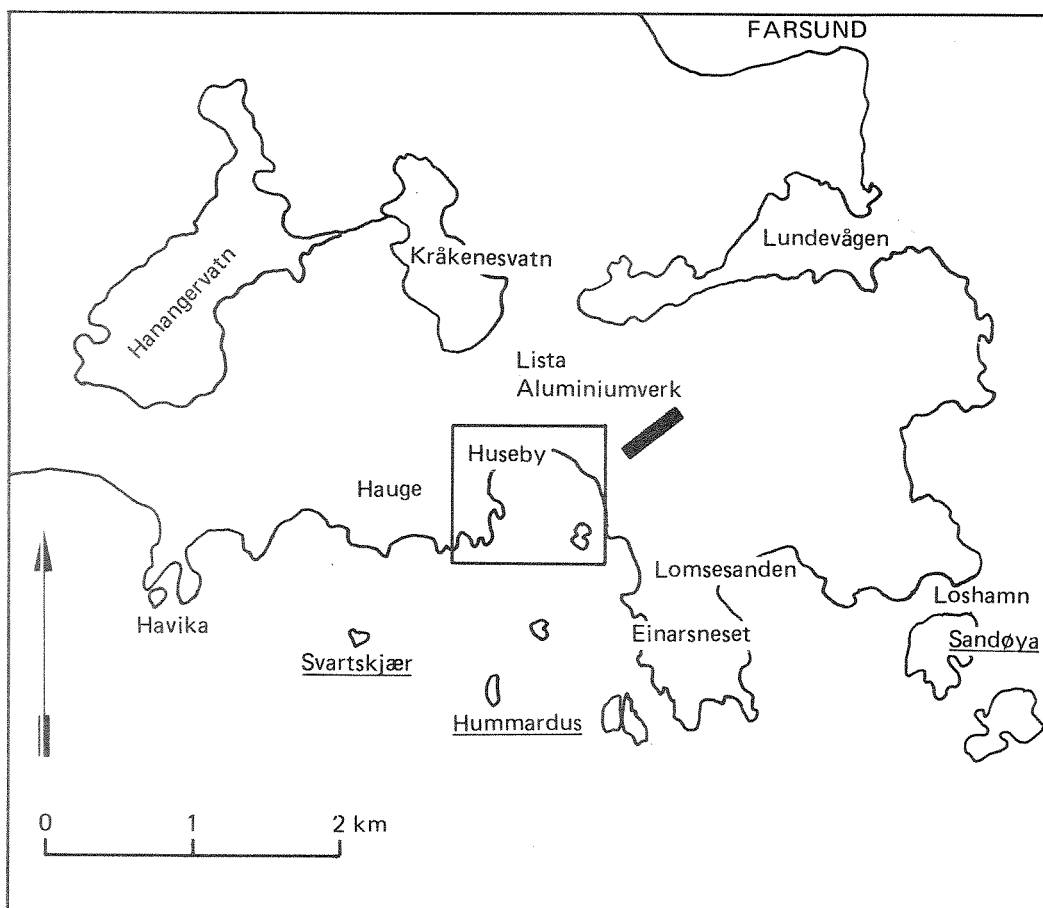 FARSUND
Lundevågen
Kråkenesvatn
Hanangervatn
Lista
Aluminiumverk
Huseby
Hauge
Lomsesanden
Loshamn
Havika
Einarsneset
Sandøya
Svartskjær
Hummardus
0 1 2 km